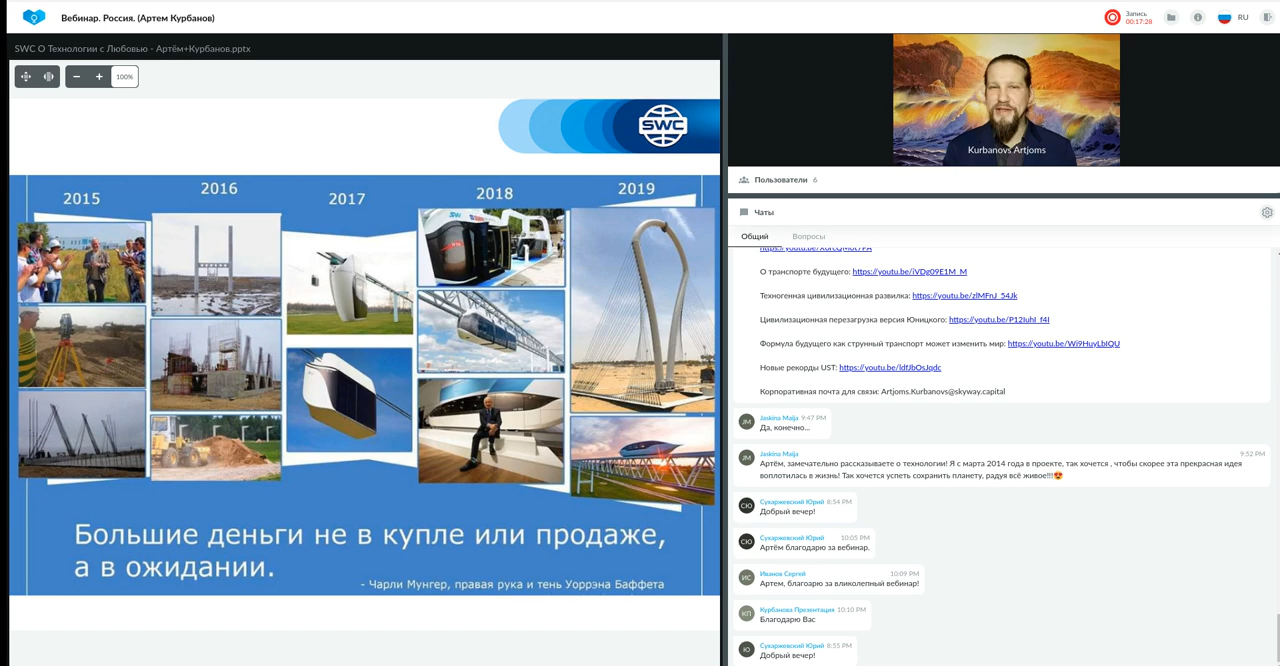 Вебинар. Россия. (Артем Курбанов)
Запись
00:17:28
RU
SWC О Технологии с Любовью - Артём+Курбанов.pptx
100%
SWC
2015
2016
2017
2018
2019
Большие деньги не в купле или продаже,
а в ожидании.
- Чарли Мунгер, правая рука и тень Уоррэна Баффета
Kurbanovs Artjoms
Пользователи 6
Чаты
Общий
Вопросы
О транспорте будущего: https://youtu.be/iVDg09E1M_M
Техногенная цивилизационная развилка: https://youtu.be/zlMFnJ_54Jk
Цивилизационная перезагрузка версия Юницкого: https://youtu.be/P12IuhI_f4I
Формула будущего как струнный транспорт может изменить мир: https://youtu.be/Wi9HuyLbIQU
Новые рекорды UST: https://youtu.be/ldfJbOsJqdc
Корпоративная почта для связи: Artjoms.Kurbanovs@skyway.capital
JM
Jaskina Maija 9:47 PM
Да, конечно...
JM
Jaskina Maija 9:52 PM
Артём, замечательно рассказываете о технологии! Я с марта 2014 года в проекте, так хочется , чтобы скорее эта прекрасная идея
воплотилась в жизнь! Так хочется успеть сохранить планету, радуя всё живое!!!😍
СЮ
Сухаржевский Юрий 8:54 PM
Добрый вечер!
СЮ
Сухаржевский Юрий 10:05 PM
Артём благодарю за вебинар.
ИС
Иванов Сергей 10:09 PM
Артем, благоарю за вликолепный вебинар!
КП
Курбанова Презентация 10:10 PM
Благодарю Вас
Ю
Сухаржевский Юрий 8:55 PM
Добрый вечер!